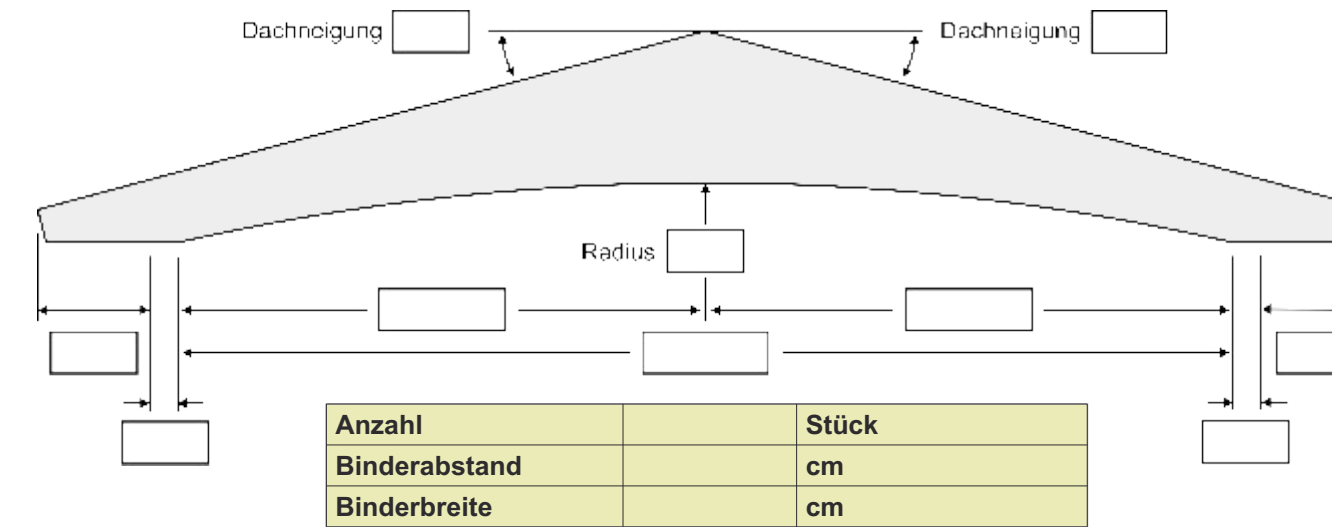 Dachneigung
Dachneigung
Radius
Anzahl Stück
Binderabstand cm
Binderbreite cm